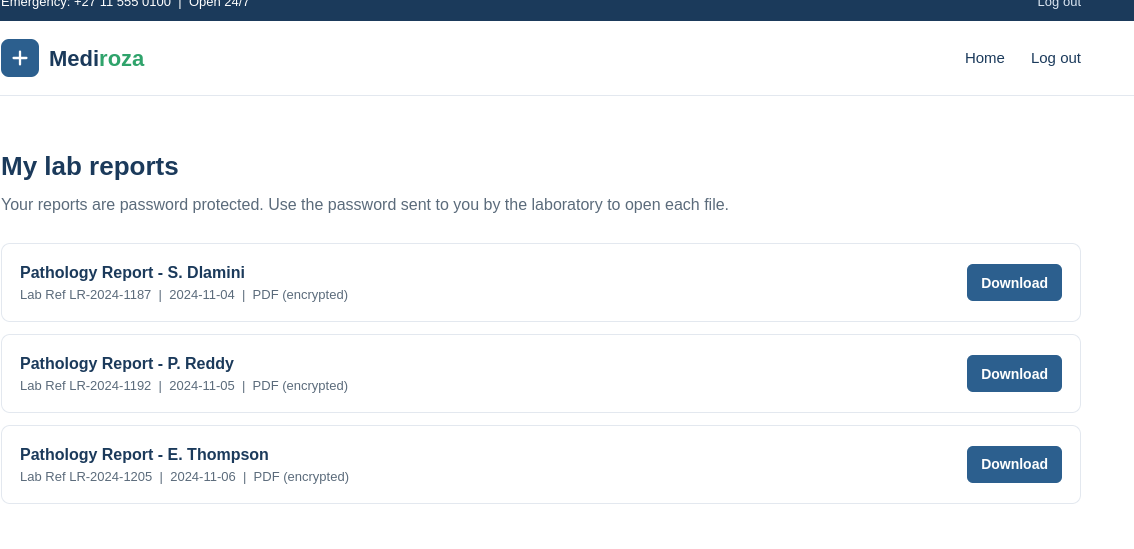 Emergency: +27 11 555 0100 | Open 24/7 Log out
Mediroza Home Log out
My lab reports
Your reports are password protected. Use the password sent to you by the laboratory to open each file.
Pathology Report - S. Dlamini
Lab Ref LR-2024-1187 | 2024-11-04 | PDF (encrypted)
Download
Pathology Report - P. Reddy
Lab Ref LR-2024-1192 | 2024-11-05 | PDF (encrypted)
Download
Pathology Report - E. Thompson
Lab Ref LR-2024-1205 | 2024-11-06 | PDF (encrypted)
Download